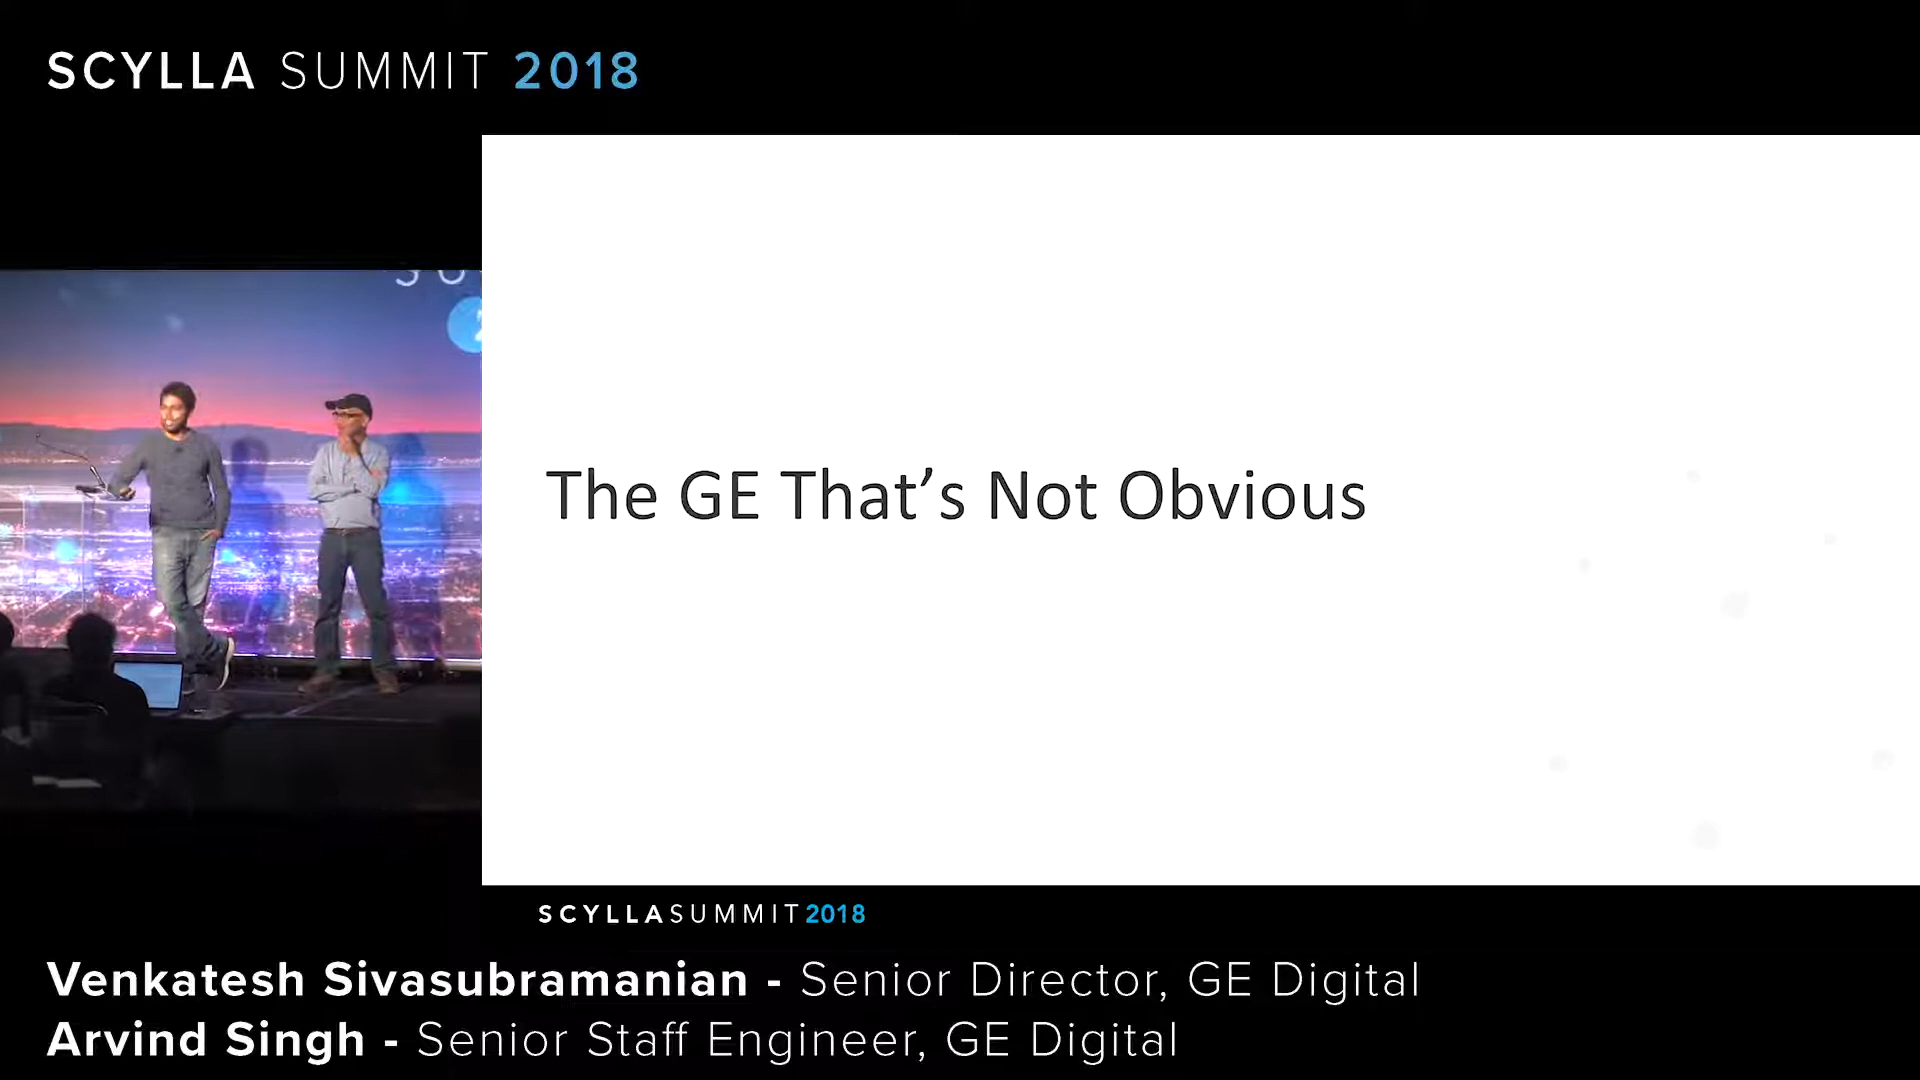 SCYLLA SUMMIT 2018
The GE That’s Not Obvious
SCYLLASUMMIT2018
Venkatesh Sivasubramanian - Senior Director, GE Digital
Arvind Singh - Senior Staff Engineer, GE Digital